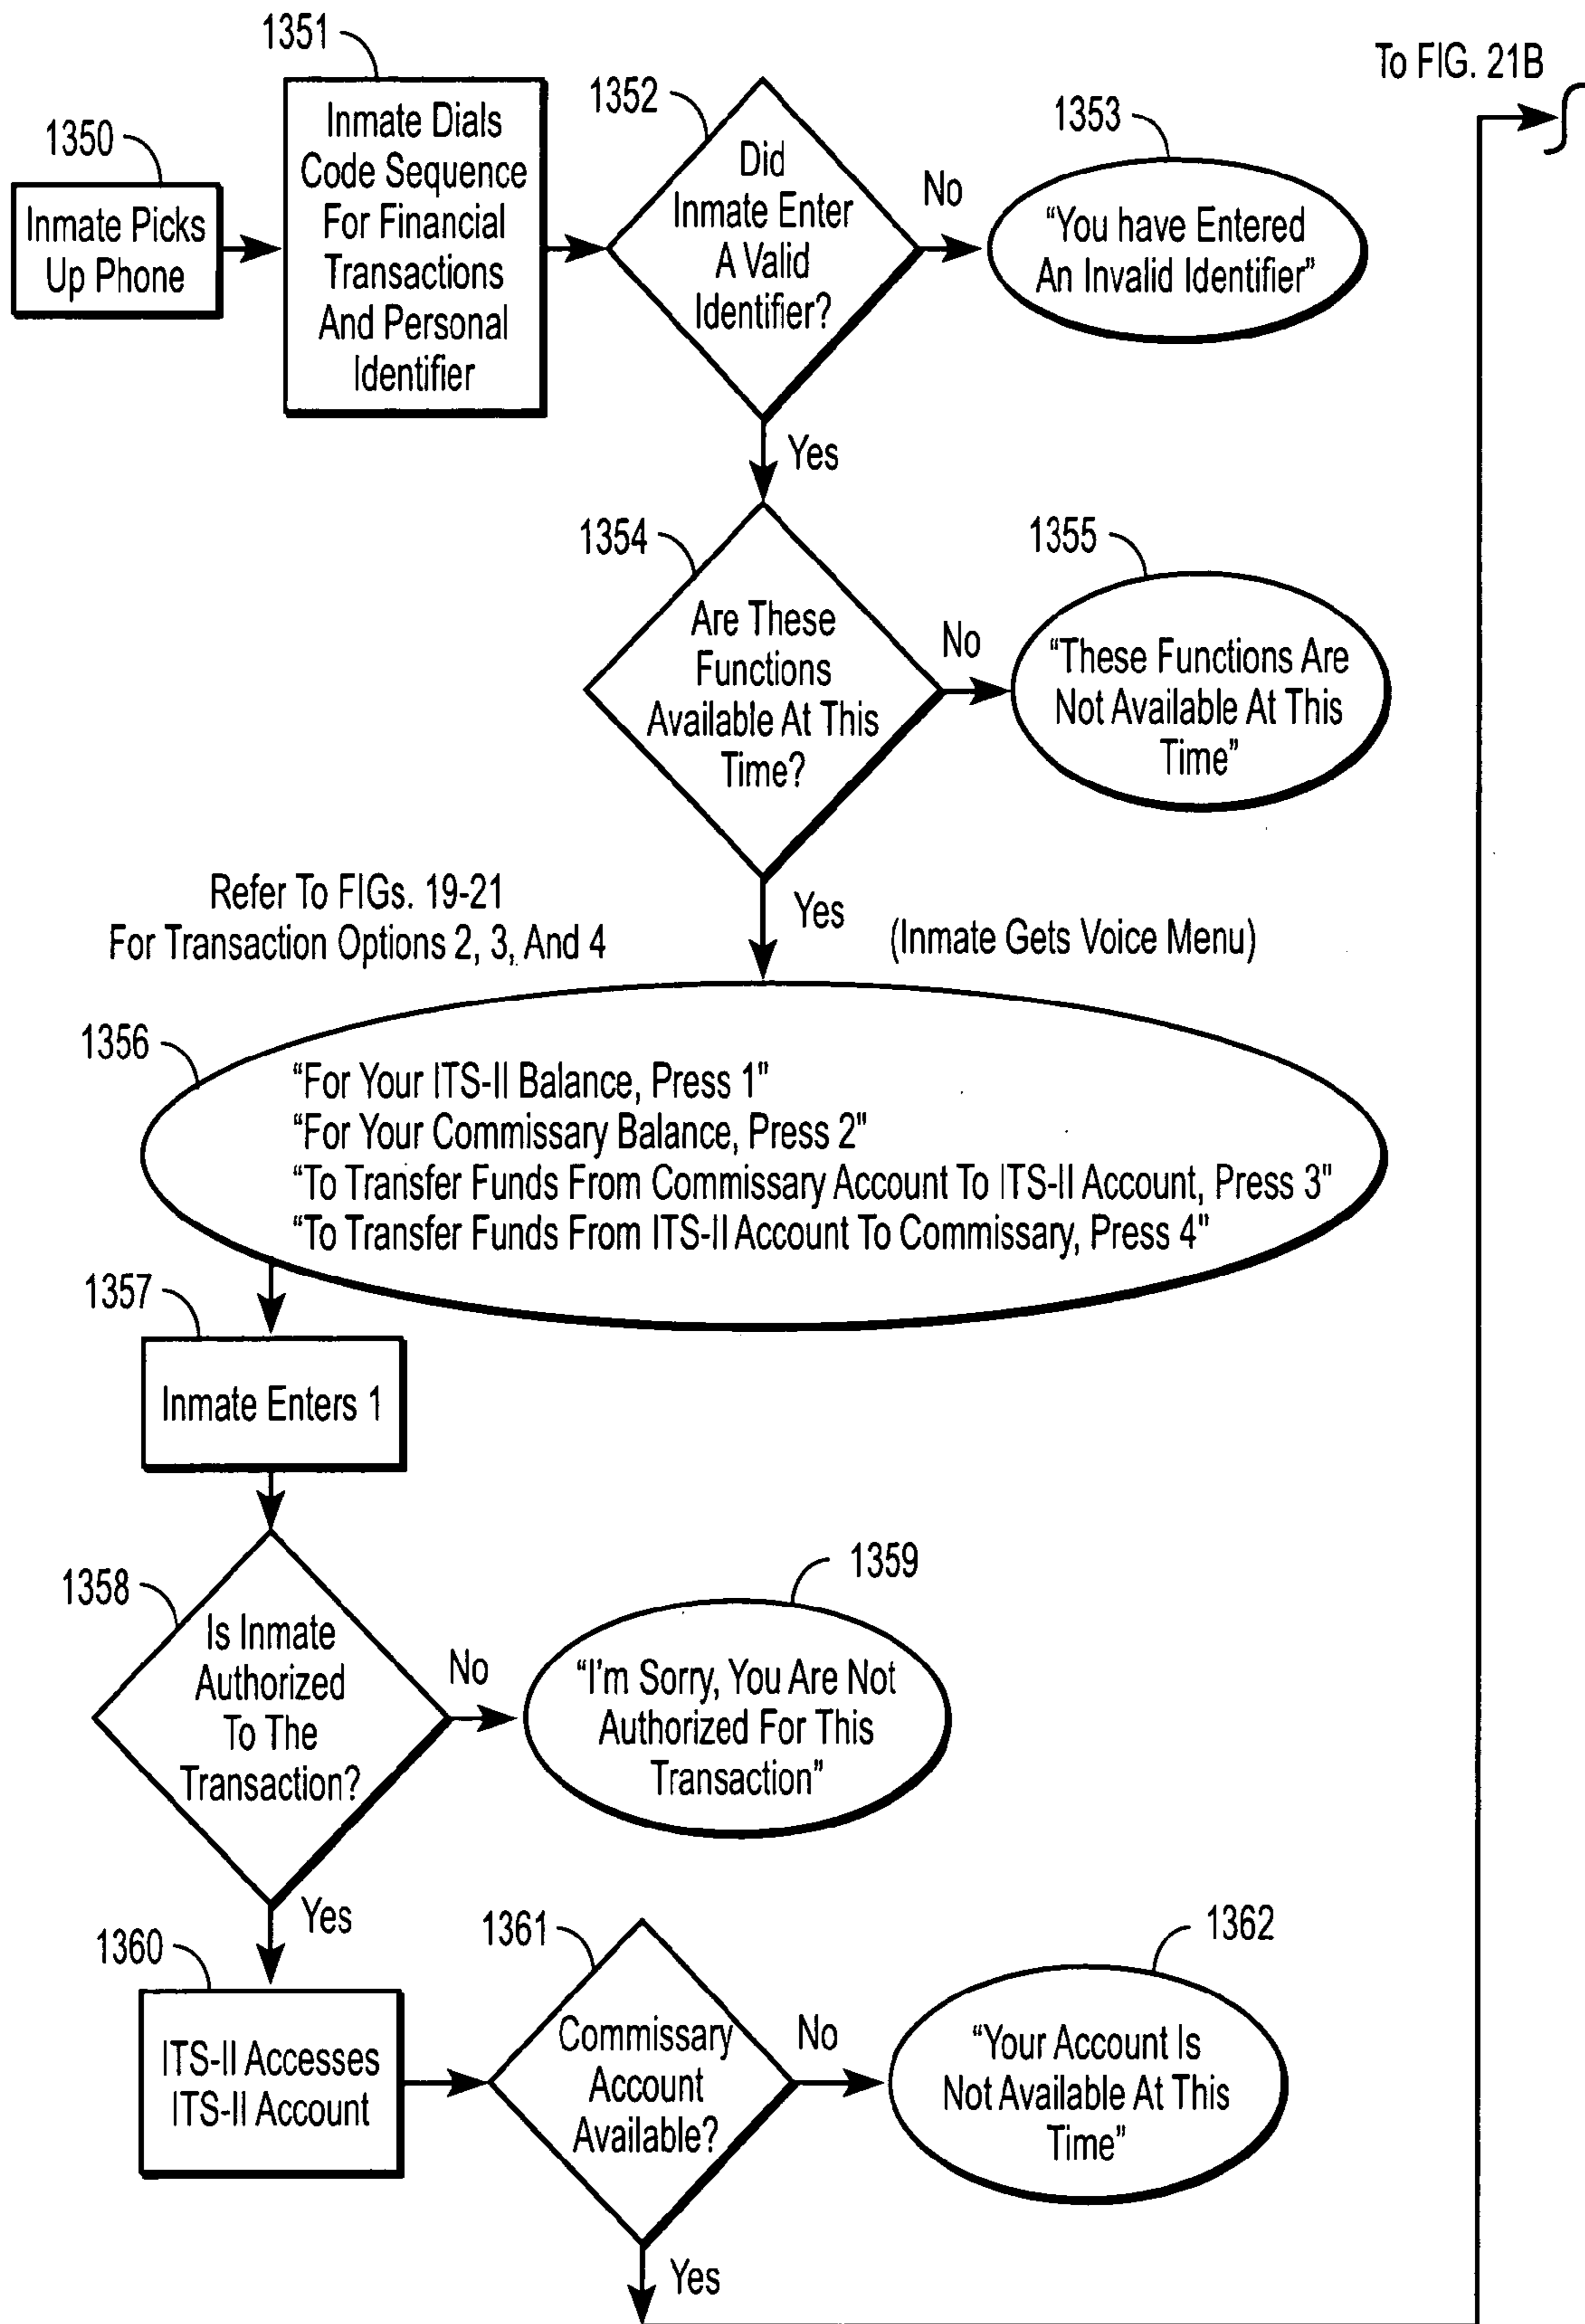 To FIG. 21B
1350
Inmate Picks
Up Phone
1351
Inmate Dials
Code Sequence
For Financial
Transactions
And Personal
Identifier
1352
Did
Inmate Enter
A Valid
Identifier?
No
1353
“You have Entered
An Invalid Identifier”
Yes
1354
Are These
Functions
Available At This
Time?
No
1355
“These Functions Are
Not Available At This
Time”
Yes
(Inmate Gets Voice Menu)
Refer To FIGs. 19-21
For Transaction Options 2, 3, And 4
1356
“For Your ITS-II Balance, Press 1"
“For Your Commissary Balance, Press 2"
“To Transfer Funds From Commissary Account To ITS-II Account, Press 3"
“To Transfer Funds From ITS-II Account To Commissary, Press 4"
1357
Inmate Enters 1
1358
Is Inmate
Authorized
To The
Transaction?
No
1359
“I'm Sorry, You Are Not
Authorized For This
Transaction”
Yes
1360
ITS-II Accesses
ITS-II Account
1361
Commissary
Account
Available?
No
1362
“Your Account Is
Not Available At This
Time”
Yes